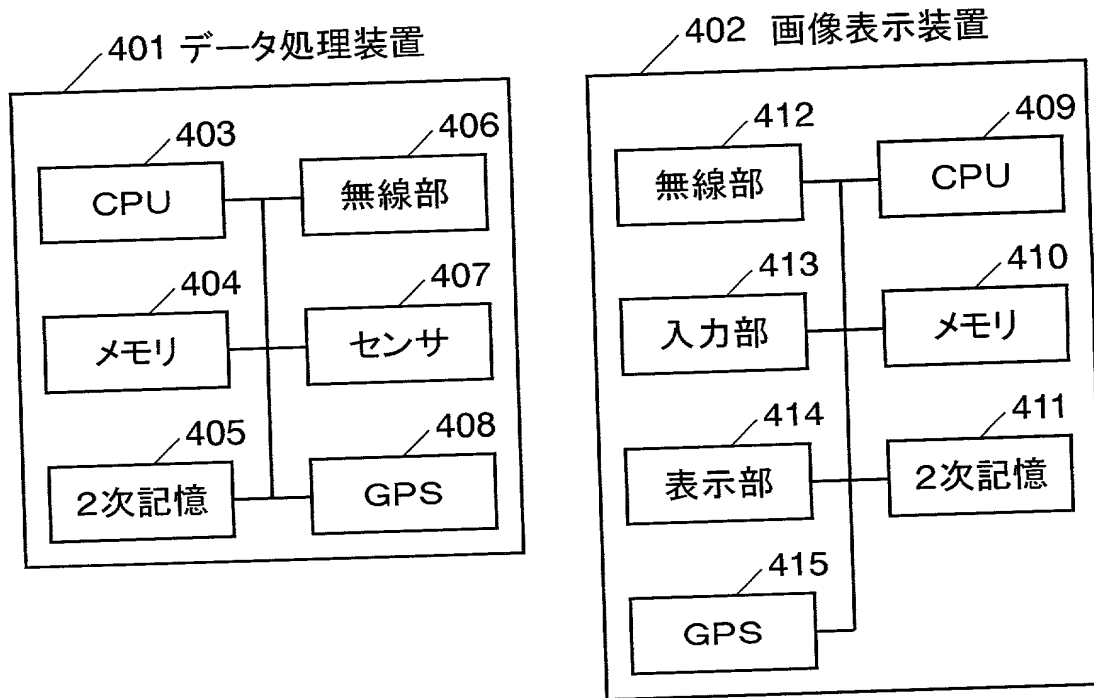 401 データ処理装置
403
CPU
406
無線部
404
メモリ
407
センサ
405
2次記憶
408
GPS
402 画像表示装置
412
無線部
409
CPU
413
入力部
410
メモリ
414
表示部
411
2次記憶
415
GPS